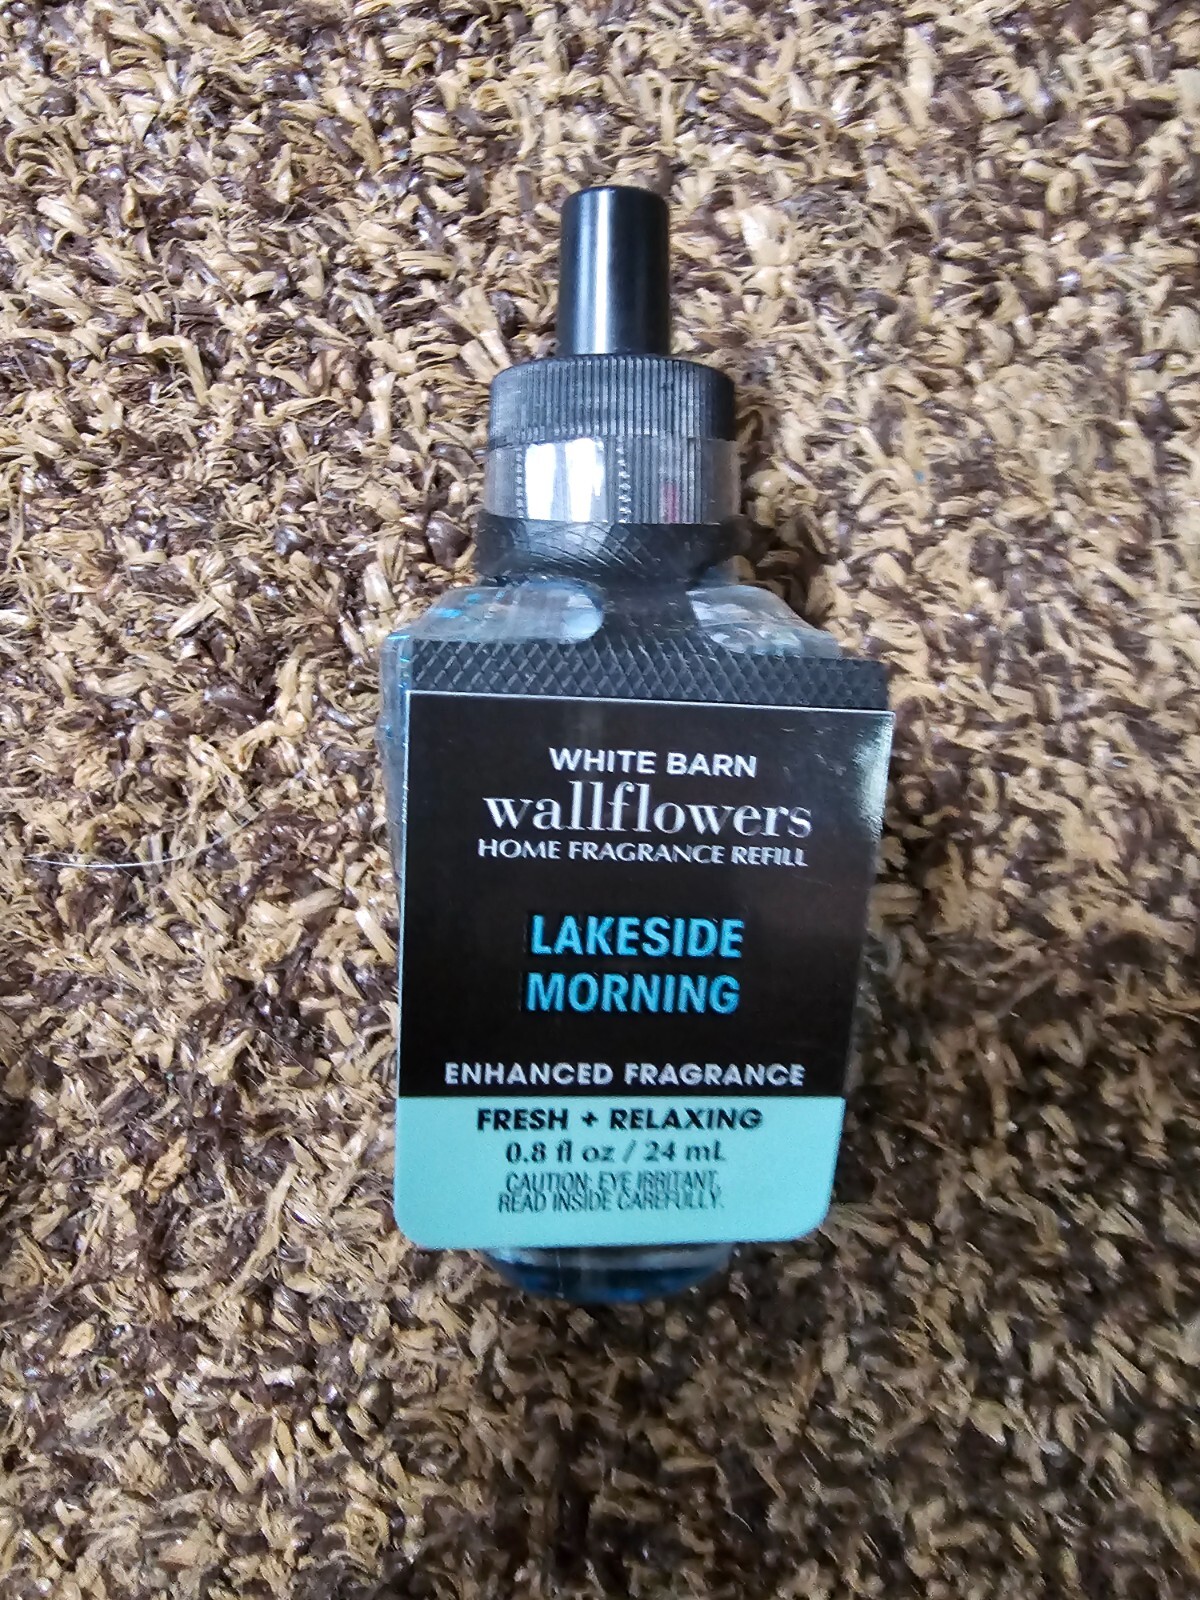 WHITE BARN
wallflowers
HOME FRAGRANCE REFILL
LAKESIDE
MORNING
ENHANCED FRAGRANCE
FRESH + RELAXING
0.8 fl oz / 24 mL
CAUTION: EYE IRRITANT.
READ INSIDE CAREFULLY.